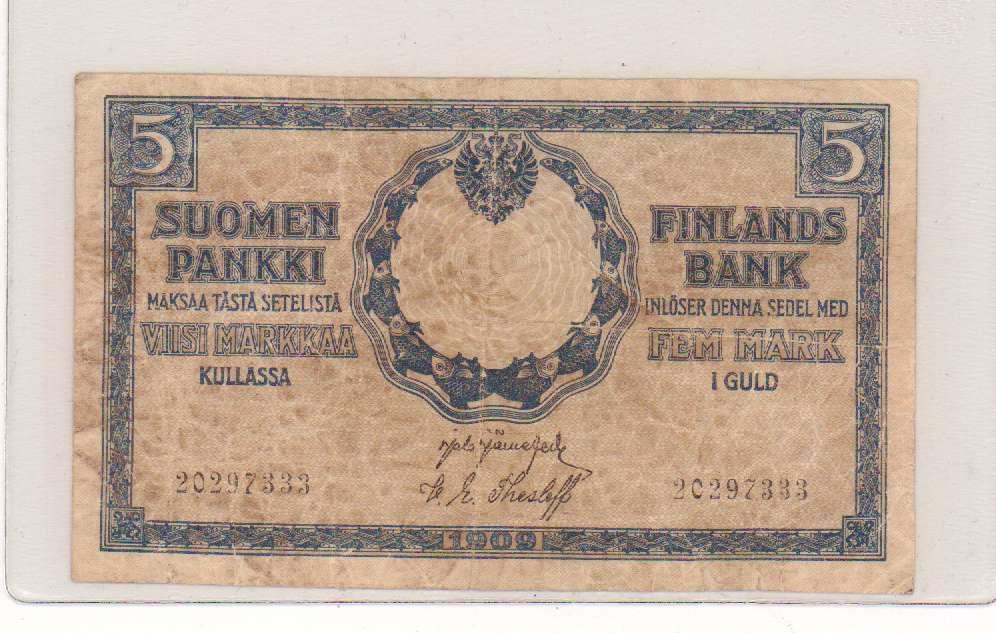 5
5
SUOMEN
PANKKI
MAKSAA TÄSTÄ SETELISTÄ
VIISI MARKKAA
KULLASSA
FINLANDS
BANK
INLÖSER DENNA SEDEL MED
FEM MARK
I GULD
20297333
Thesleff
20297333
1909